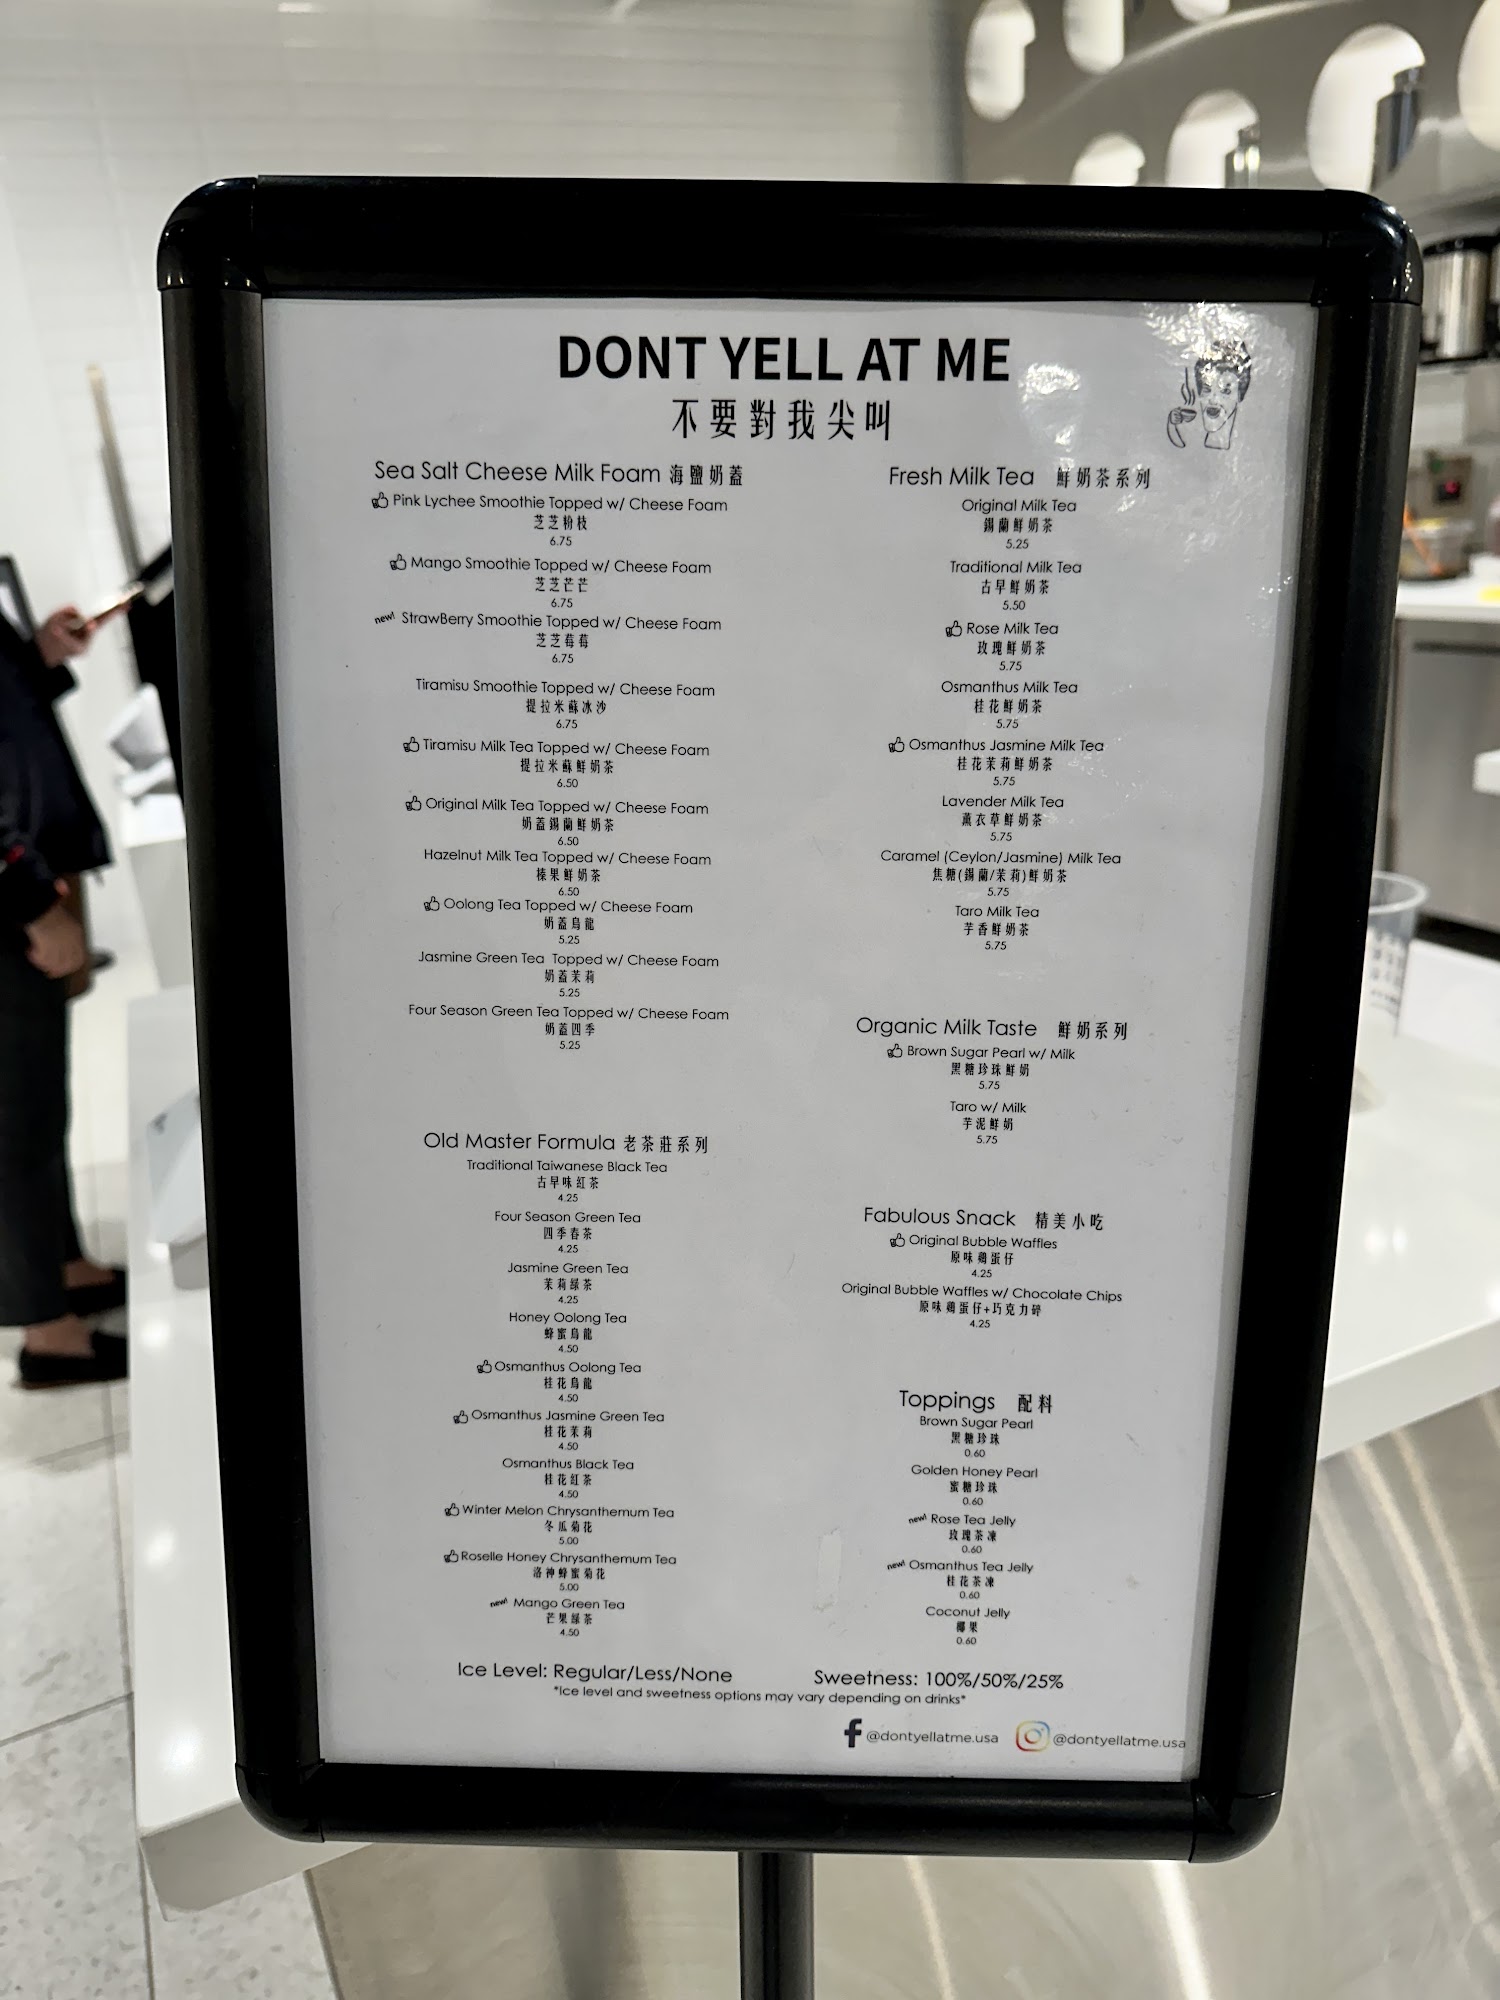 DONT YELL AT ME
不要對我尖叫
Sea Salt Cheese Milk Foam 海鹽奶蓋
Pink Lychee Smoothie Topped w/ Cheese Foam
芝芝粉枝
6.75
Mango Smoothie Topped w/ Cheese Foam
芝芝芒芒
6.75
new! StrawBerry Smoothie Topped w/ Cheese Foam
芝芝莓莓
6.75
Tiramisu Smoothie Topped w/ Cheese Foam
提拉米蘇冰沙
6.75
Tiramisu Milk Tea Topped w/ Cheese Foam
提拉米蘇鮮奶茶
6.50
Original Milk Tea Topped w/ Cheese Foam
奶蓋錫蘭鮮奶茶
6.50
Hazelnut Milk Tea Topped w/ Cheese Foam
榛果鮮奶茶
6.50
Oolong Tea Topped w/ Cheese Foam
奶蓋烏龍
5.25
Jasmine Green Tea Topped w/ Cheese Foam
奶蓋茉莉
5.25
Four Season Green Tea Topped w/ Cheese Foam
奶蓋四季
5.25
Old Master Formula 老茶莊系列
Traditional Taiwanese Black Tea
古早味紅茶
4.25
Four Season Green Tea
四季春茶
4.25
Jasmine Green Tea
茉莉綠茶
4.25
Honey Oolong Tea
蜂蜜烏龍
4.50
Osmanthus Oolong Tea
桂花烏龍
4.50
Osmanthus Jasmine Green Tea
桂花茉莉
4.50
Osmanthus Black Tea
桂花紅茶
4.50
Winter Melon Chrysanthemum Tea
冬瓜菊花
5.00
Roselle Honey Chrysanthemum Tea
洛神蜂蜜菊花
5.00
new! Mango Green Tea
芒果綠茶
4.50
Fresh Milk Tea 鮮奶茶系列
Original Milk Tea
錫蘭鮮奶茶
5.25
Traditional Milk Tea
古早鮮奶茶
5.50
Rose Milk Tea
玫瑰鮮奶茶
5.75
Osmanthus Milk Tea
桂花鮮奶茶
5.75
Osmanthus Jasmine Milk Tea
桂花茉莉鮮奶茶
5.75
Lavender Milk Tea
薰衣草鮮奶茶
5.75
Caramel (Ceylon/Jasmine) Milk Tea
焦糖(錫蘭/茉莉)鮮奶茶
5.75
Taro Milk Tea
芋香鮮奶茶
5.75
Organic Milk Taste 鮮奶系列
Brown Sugar Pearl w/ Milk
黑糖珍珠鮮奶
5.75
Taro w/ Milk
芋泥鮮奶
5.75
Fabulous Snack 精美小吃
Original Bubble Waffles
原味鷄蛋仔
4.25
Original Bubble Waffles w/ Chocolate Chips
原味鷄蛋仔+巧克力碎
4.25
Toppings 配料
Brown Sugar Pearl
黑糖珍珠
0.60
Golden Honey Pearl
蜜糖珍珠
0.60
new! Rose Tea Jelly
玫瑰茶凍
0.60
new! Osmanthus Tea Jelly
桂花茶凍
0.60
Coconut Jelly
椰果
0.60
Ice Level: Regular/Less/None Sweetness: 100%/50%/25%
*Ice level and sweetness options may vary depending on drinks*
@dontyellatme.usa @dontyellatme.usa